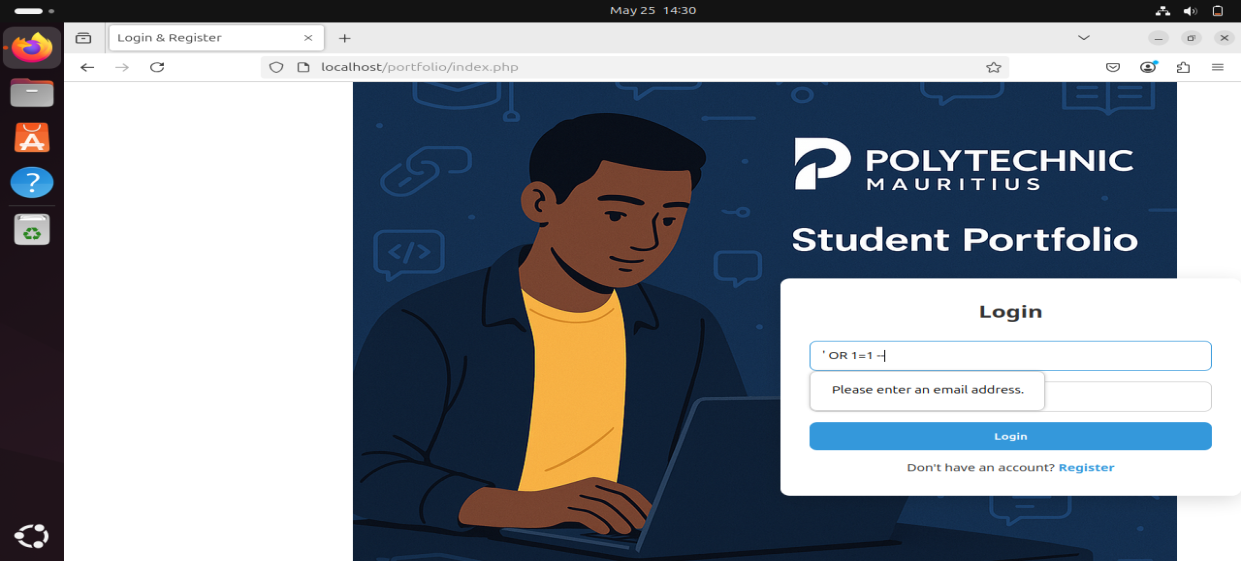 May 25 14:30
Login & Register
localhost/portfolio/index.php
POLYTECHNIC
MAURITIUS
Student Portfolio
</>
Login
' OR 1=1 --
Please enter an email address.
Login
Don't have an account? Register